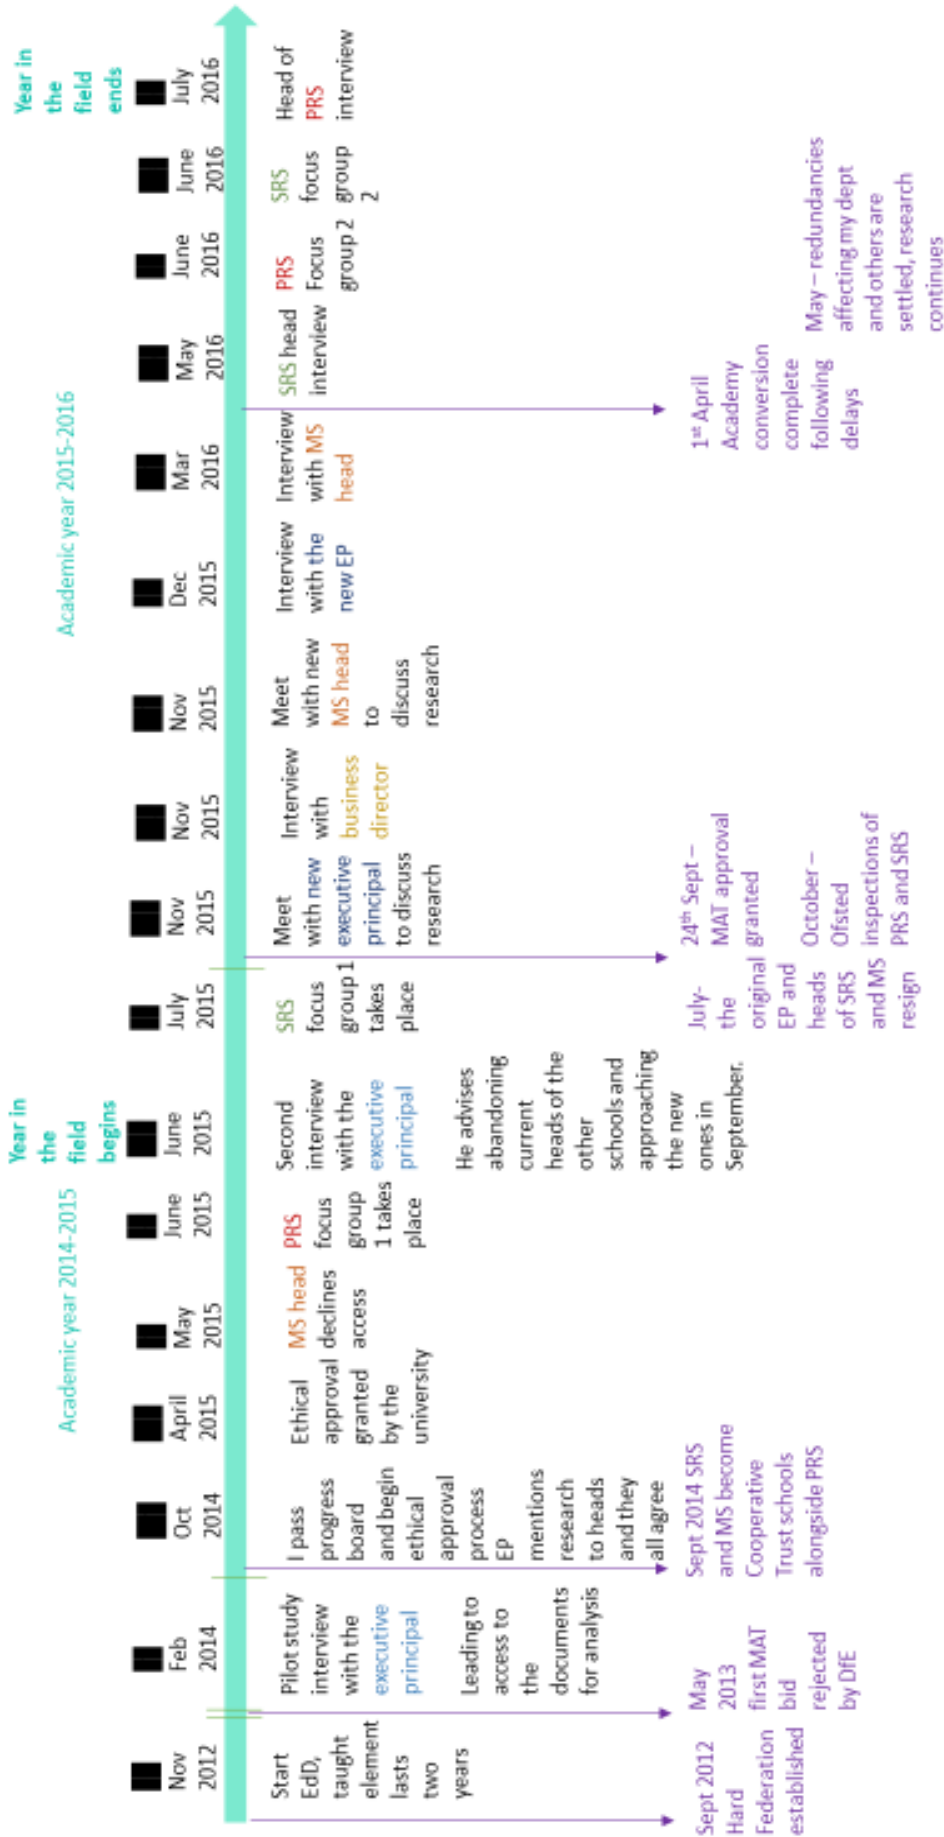 Academic year 2014-2015
Year in
the
field
begins
Academic year 2015-2016
Year in
the
field
ends
Nov
2012
Start
EdD,
taught
element
lasts
two
years
Feb
2014
Pilot study
interview
with the
executive
principal
Leading to
access to
the
documents
for analysis
Oct
2014
I pass
progress
board
and begin
ethical
approval
process
EP
mentions
research
to heads
and they
all agree
April
2015
Ethical
approval
granted
by the
university
May
2015
MS head
declines
access
June
2015
PRS
focus
group
1 takes
place
June
2015
Second
interview
with the
executive
principal
He advises
abandoning
current
heads of the
other
schools and
approaching
the new
ones in
September.
July
2015
SRS
focus
group 1
takes
place
Nov
2015
Meet
with new
executive
principal
to discuss
research
Nov
2015
Interview
with
business
director
Nov
2015
Meet
with new
MS head
to
discuss
research
Dec
2015
Interview
with the
new EP
Mar
2016
Interview
with MS
head
May
2016
SRS head
interview
June
2016
PRS
Focus
group 2
June
2016
SRS
focus
group
2
July
2016
Head of
PRS
interview
Sept 2012
Hard
Federation
established
May
2013
first MAT
bid
rejected
by DfE
Sept 2014 SRS
and MS become
Cooperative
Trust schools
alongside PRS
July-
the
original
EP and
heads
of SRS
and MS
resign
24th Sept –
MAT approval
granted
October –
Ofsted
inspections of
PRS and SRS
1st April
Academy
conversion
complete
following
delays
May – redundancies
affecting my dept
and others are
settled, research
continues